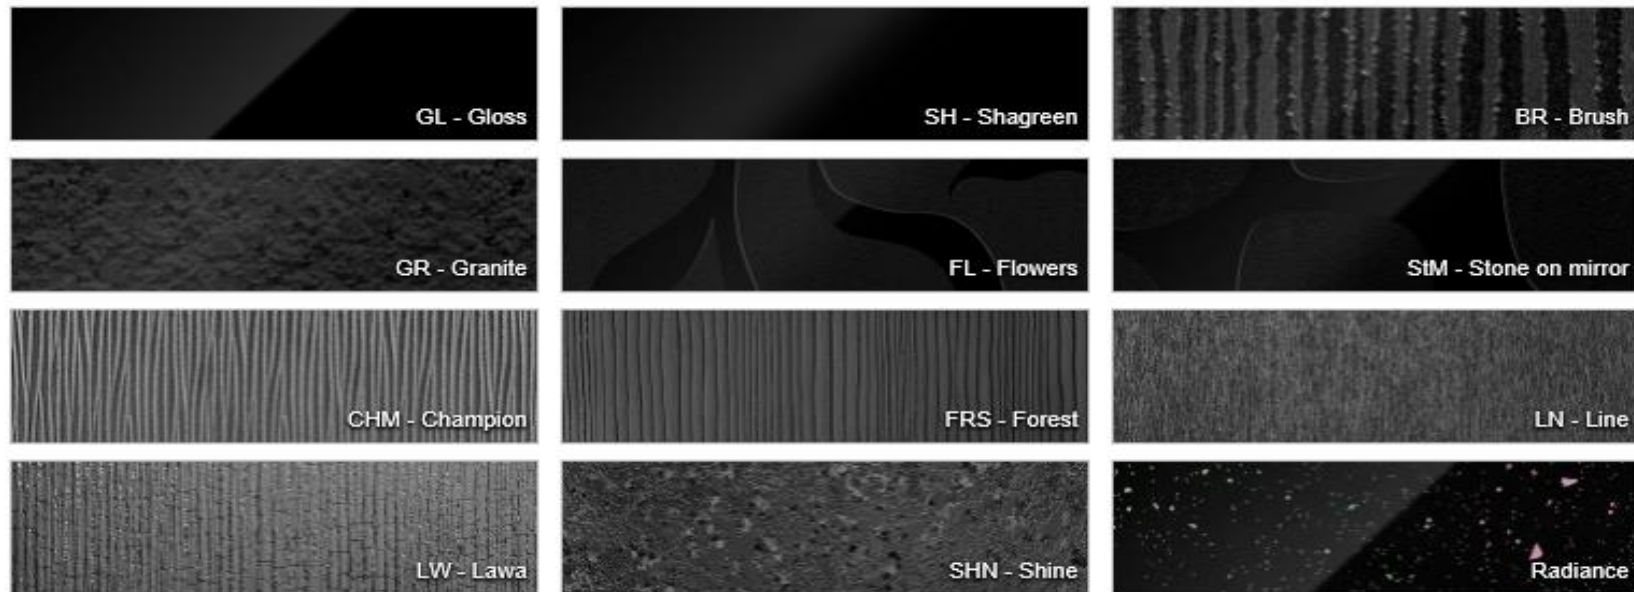 GL - Gloss
SH - Shagreen
BR - Brush
GR - Granite
FL - Flowers
StM - Stone on mirror
CHM - Champion
FRS - Forest
LN - Line
LW - Lawa
SHN - Shine
Radiance